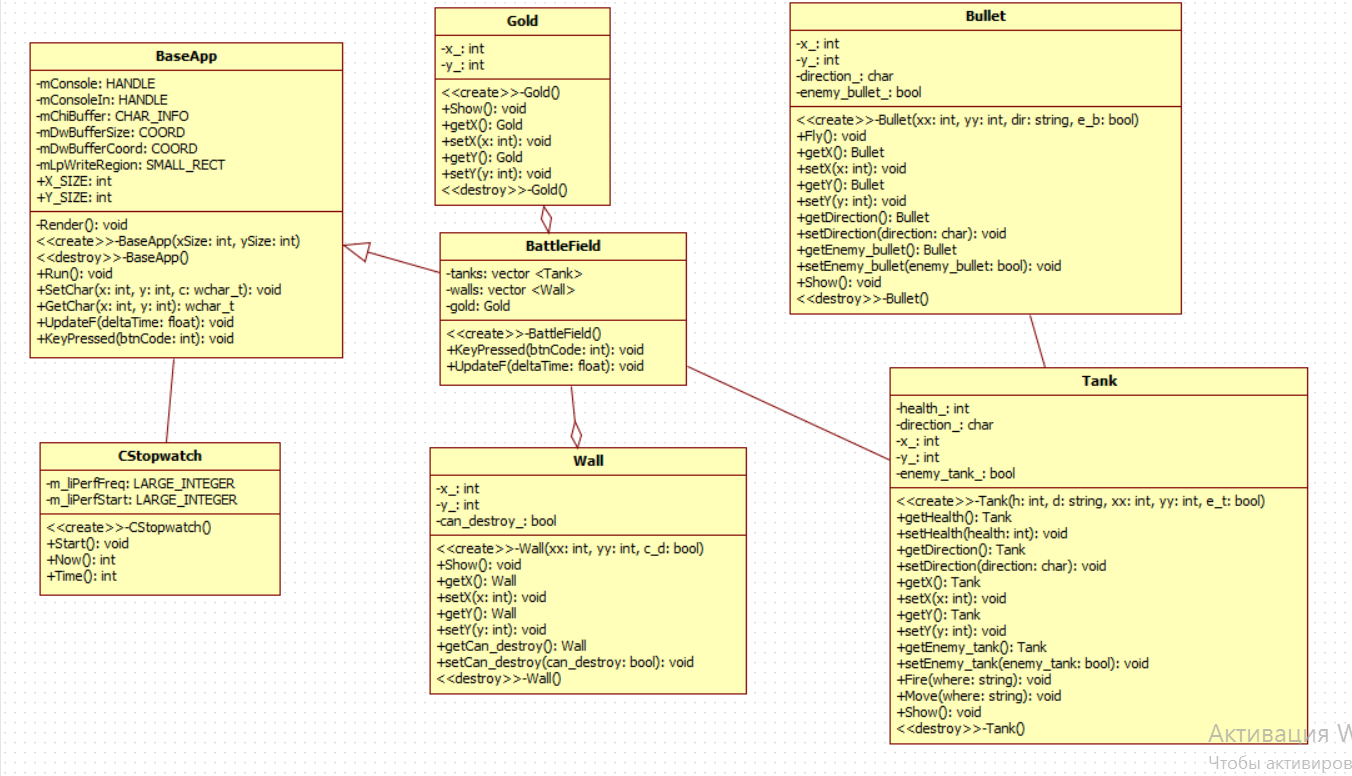 BaseApp
-mConsole: HANDLE
-mConsoleIn: HANDLE
-mChiBuffer: CHAR_INFO
-mDwBufferSize: COORD
-mDwBufferCoord: COORD
-mLpWriteRegion: SMALL_RECT
+X_SIZE: int
+Y_SIZE: int
-Render(): void
<<create>>-BaseApp(xSize: int, ySize: int)
<<destroy>>-BaseApp()
+Run(): void
+SetChar(x: int, y: int, c: wchar_t): void
+GetChar(x: int, y: int): wchar_t
+UpdateF(deltaTime: float): void
+KeyPressed(btnCode: int): void
CStopwatch
-m_liPerfFreq: LARGE_INTEGER
-m_liPerfStart: LARGE_INTEGER
<<create>>-CStopwatch()
+Start(): void
+Now(): int
+Time(): int
Gold
-x_: int
-y_: int
<<create>>-Gold()
+Show(): void
+getX(): Gold
+setX(x: int): void
+getY(): Gold
+setY(y: int): void
<<destroy>>-Gold()
BattleField
-tanks: vector <Tank>
-walls: vector <Wall>
-gold: Gold
<<create>>-BattleField()
+KeyPressed(btnCode: int): void
+UpdateF(deltaTime: float): void
Wall
-x_: int
-y_: int
-can_destroy_: bool
<<create>>-Wall(xx: int, yy: int, c_d: bool)
+Show(): void
+getX(): Wall
+setX(x: int): void
+getY(): Wall
+setY(y: int): void
+getCan_destroy(): Wall
+setCan_destroy(can_destroy: bool): void
<<destroy>>-Wall()
Bullet
-x_: int
-y_: int
-direction_: char
-enemy_bullet_: bool
<<create>>-Bullet(xx: int, yy: int, dir: string, e_b: bool)
+Fly(): void
+getX(): Bullet
+setX(x: int): void
+getY(): Bullet
+setY(y: int): void
+getDirection(): Bullet
+setDirection(direction: char): void
+getEnemy_bullet(): Bullet
+setEnemy_bullet(enemy_bullet: bool): void
+Show(): void
<<destroy>>-Bullet()
Tank
-health_: int
-direction_: char
-x_: int
-y_: int
-enemy_tank_: bool
<<create>>-Tank(h: int, d: string, xx: int, yy: int, e_t: bool)
+getHealth(): Tank
+setHealth(health: int): void
+getDirection(): Tank
+setDirection(direction: char): void
+getX(): Tank
+setX(x: int): void
+getY(): Tank
+setY(y: int): void
+getEnemy_tank(): Tank
+setEnemy_tank(enemy_tank: bool): void
+Fire(where: string): void
+Move(where: string): void
+Show(): void
<<destroy>>-Tank()
Активация W
Чтобы активиров